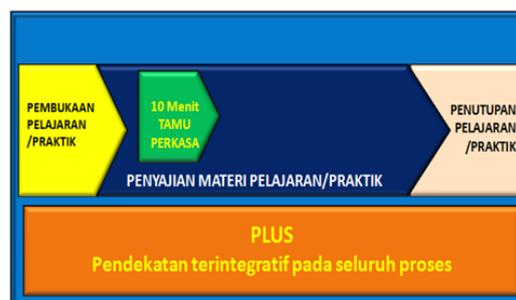 PEMBUKAAN
PELAJARAN
/PRAKTIK
10 Menit
TAMU
PERKASA
PENYAJIAN MATERI PELAJARAN/PRAKTIK
PENUTUPAN
PELAJARAN
/PRAKTIK
PLUS
Pendekatan terintegratif pada seluruh proses